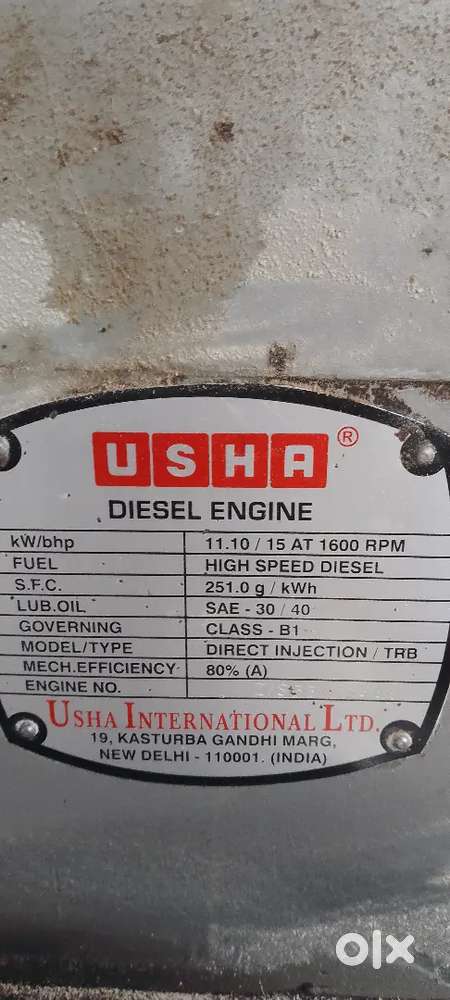 USHA ®
DIESEL ENGINE
kW/bhp 11.10 / 15 AT 1600 RPM
FUEL HIGH SPEED DIESEL
S.F.C. 251.0 g / kWh
LUB.OIL SAE - 30 / 40
GOVERNING CLASS - B1
MODEL/TYPE DIRECT INJECTION / TRB
MECH.EFFICIENCY 80% (A)
ENGINE NO.
USHA INTERNATIONAL LTD.
19, KASTURBA GANDHI MARG,
NEW DELHI - 110001. (INDIA)
olx